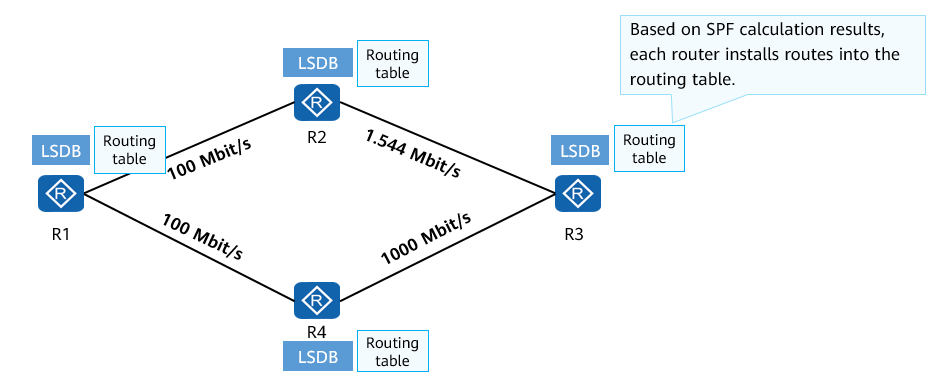 Based on SPF calculation results,
each router installs routes into the
routing table.
LSDB
Routing
table
R
R2
LSDB
Routing
table
R
R1
100 Mbit/s
1.544 Mbit/s
LSDB
Routing
table
R
R3
100 Mbit/s
1000 Mbit/s
R
R4
LSDB
Routing
table